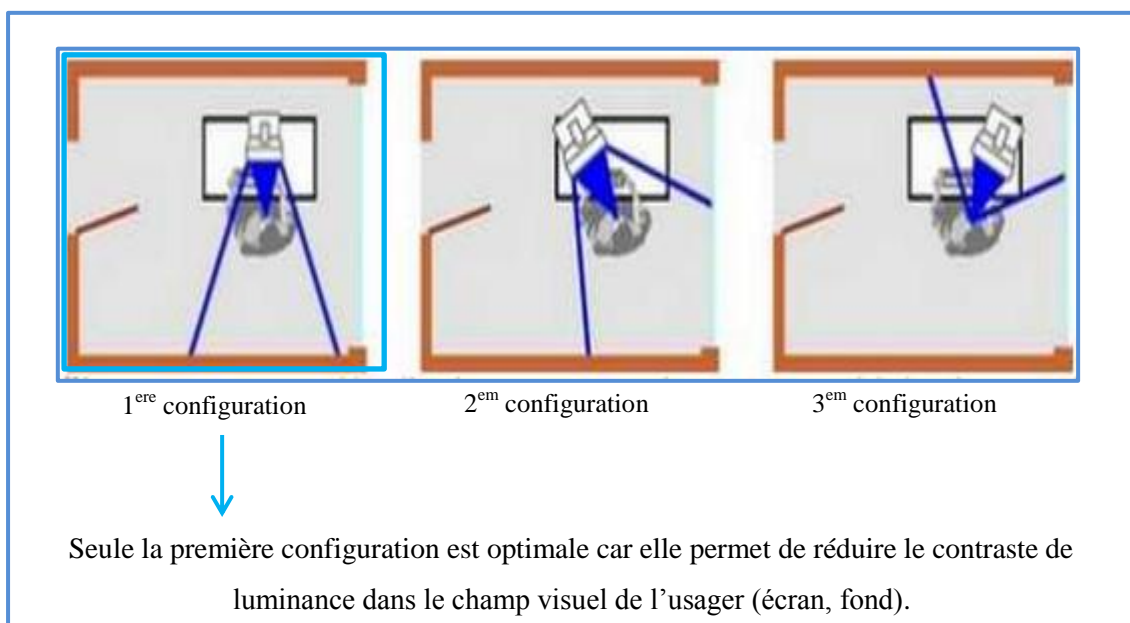 1ere configuration 2em configuration 3em configuration
Seule la première configuration est optimale car elle permet de réduire le contraste de
luminance dans le champ visuel de l’usager (écran, fond).